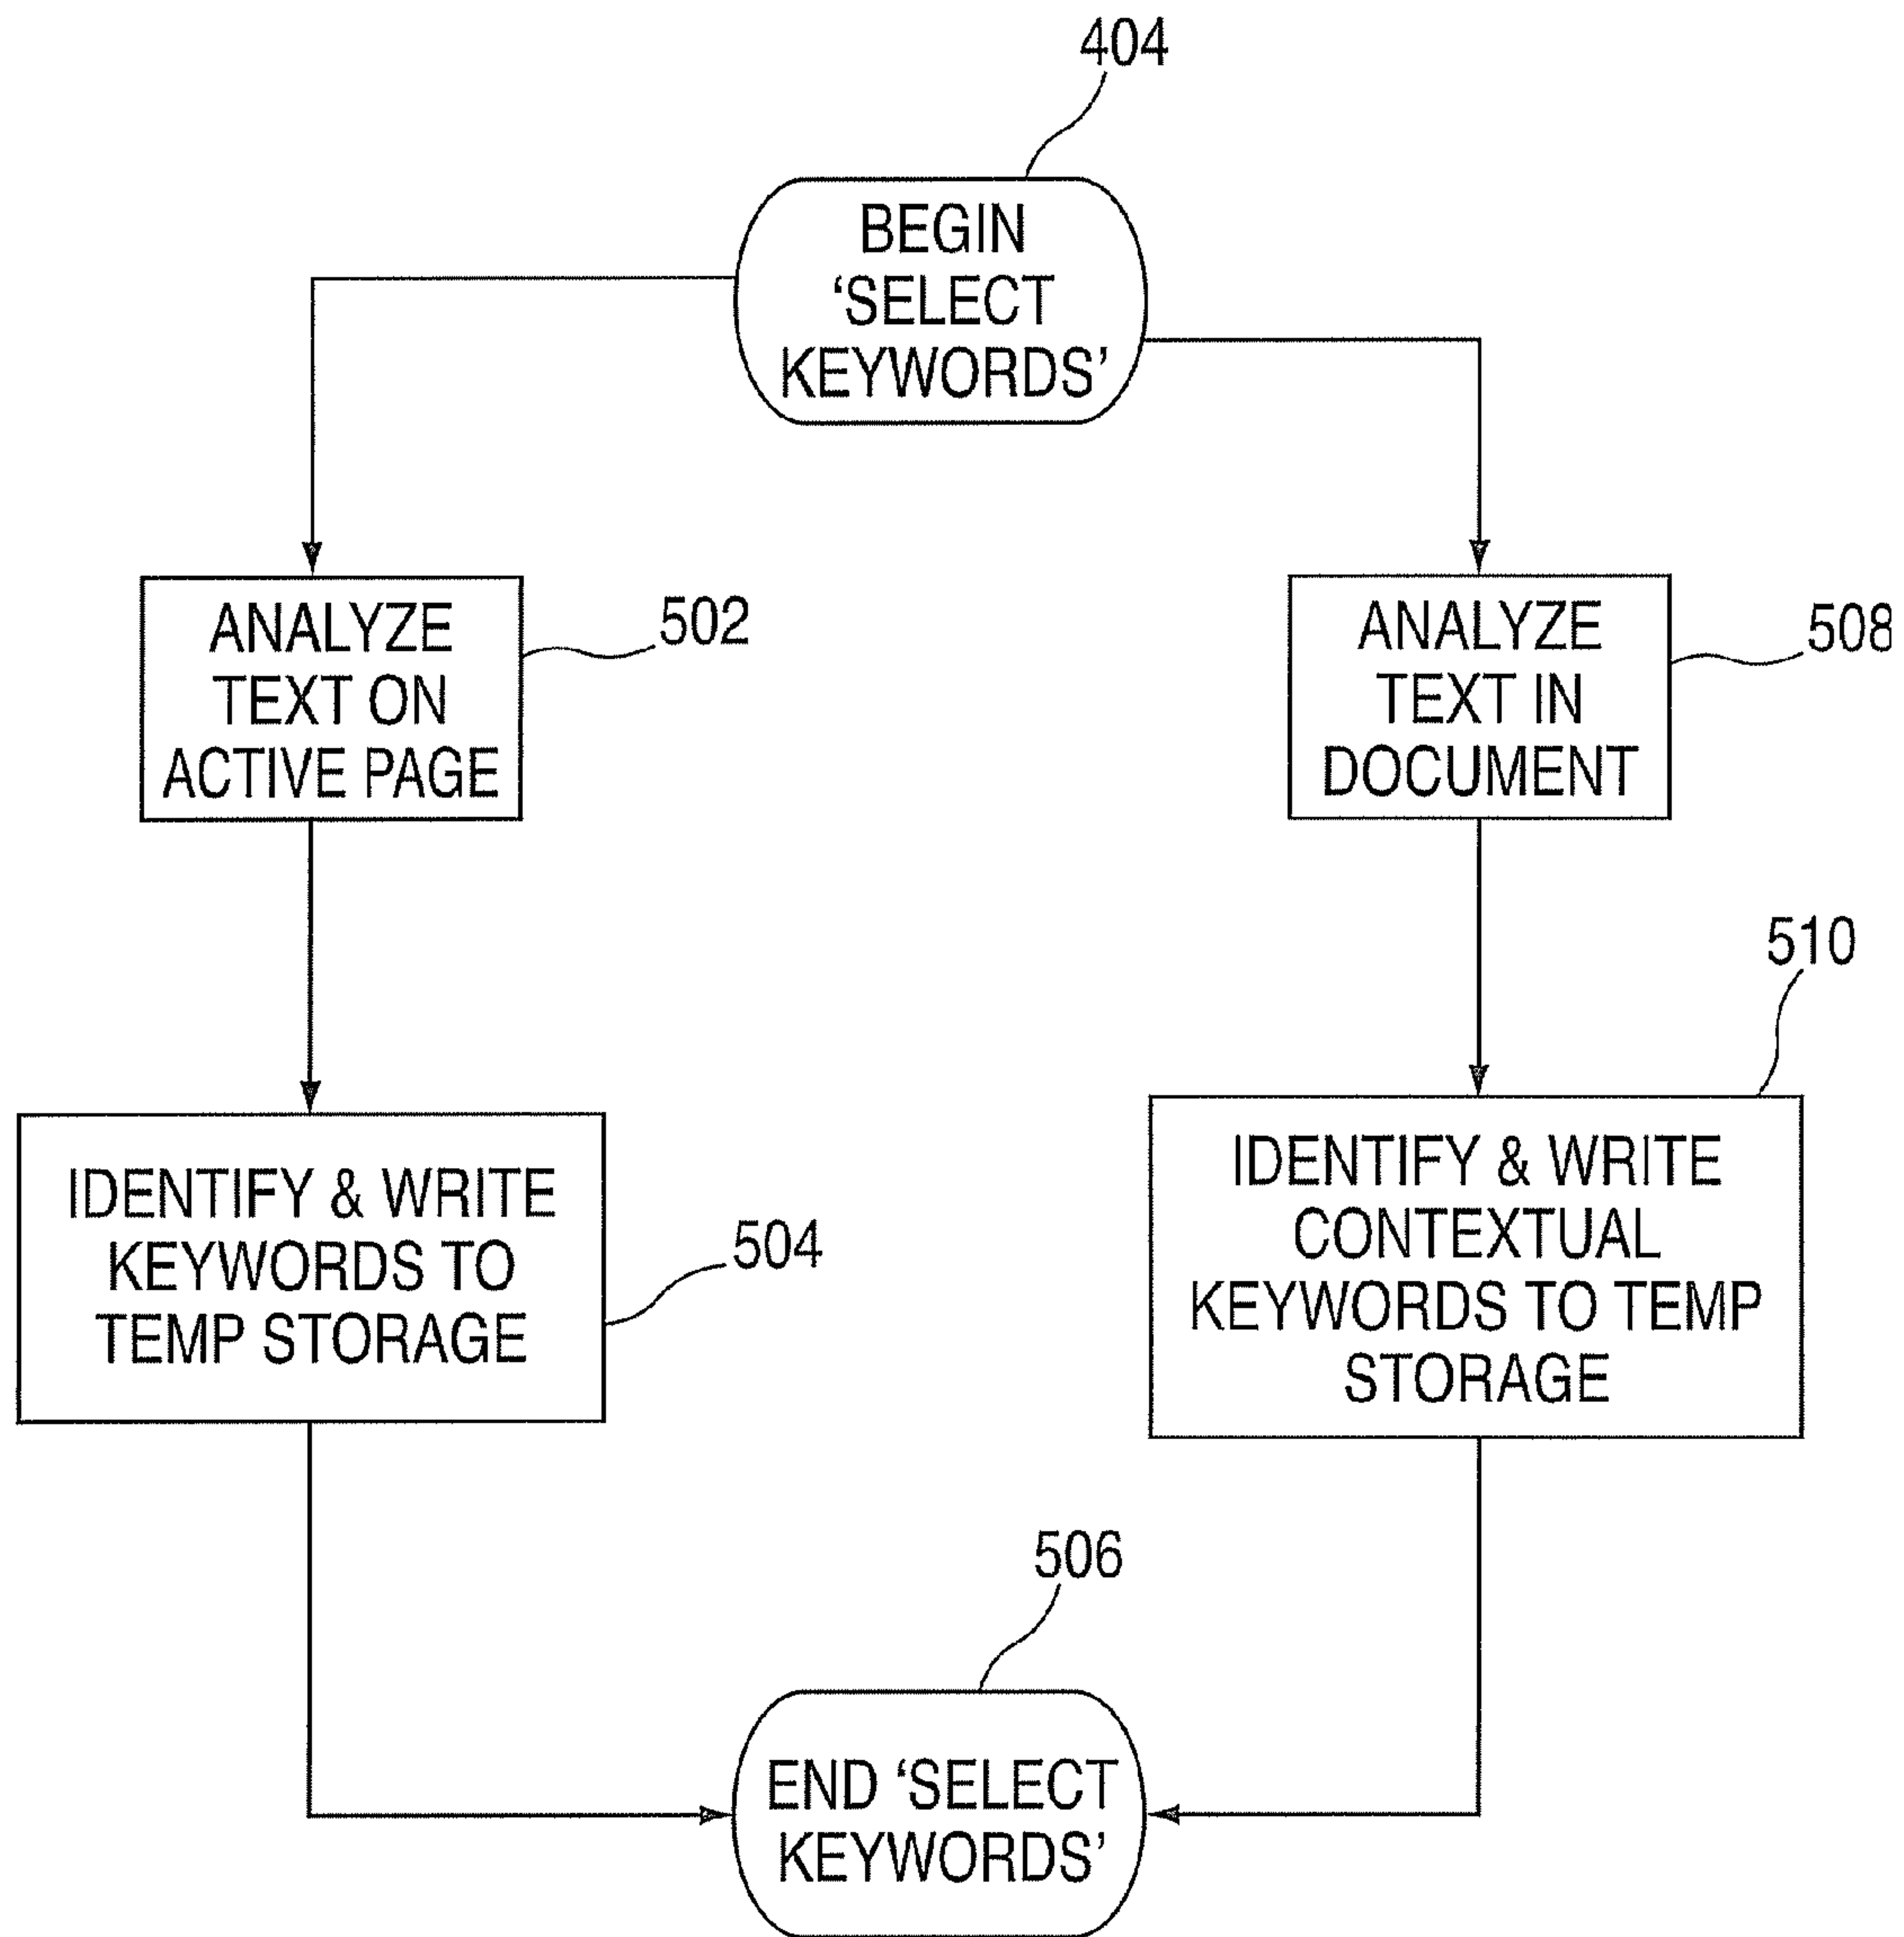 404
BEGIN
‘SELECT
KEYWORDS’
ANALYZE
TEXT ON
ACTIVE PAGE
502
ANALYZE
TEXT IN
DOCUMENT
508
IDENTIFY & WRITE
KEYWORDS TO
TEMP STORAGE
504
510
IDENTIFY & WRITE
CONTEXTUAL
KEYWORDS TO TEMP
STORAGE
506
END ‘SELECT
KEYWORDS’